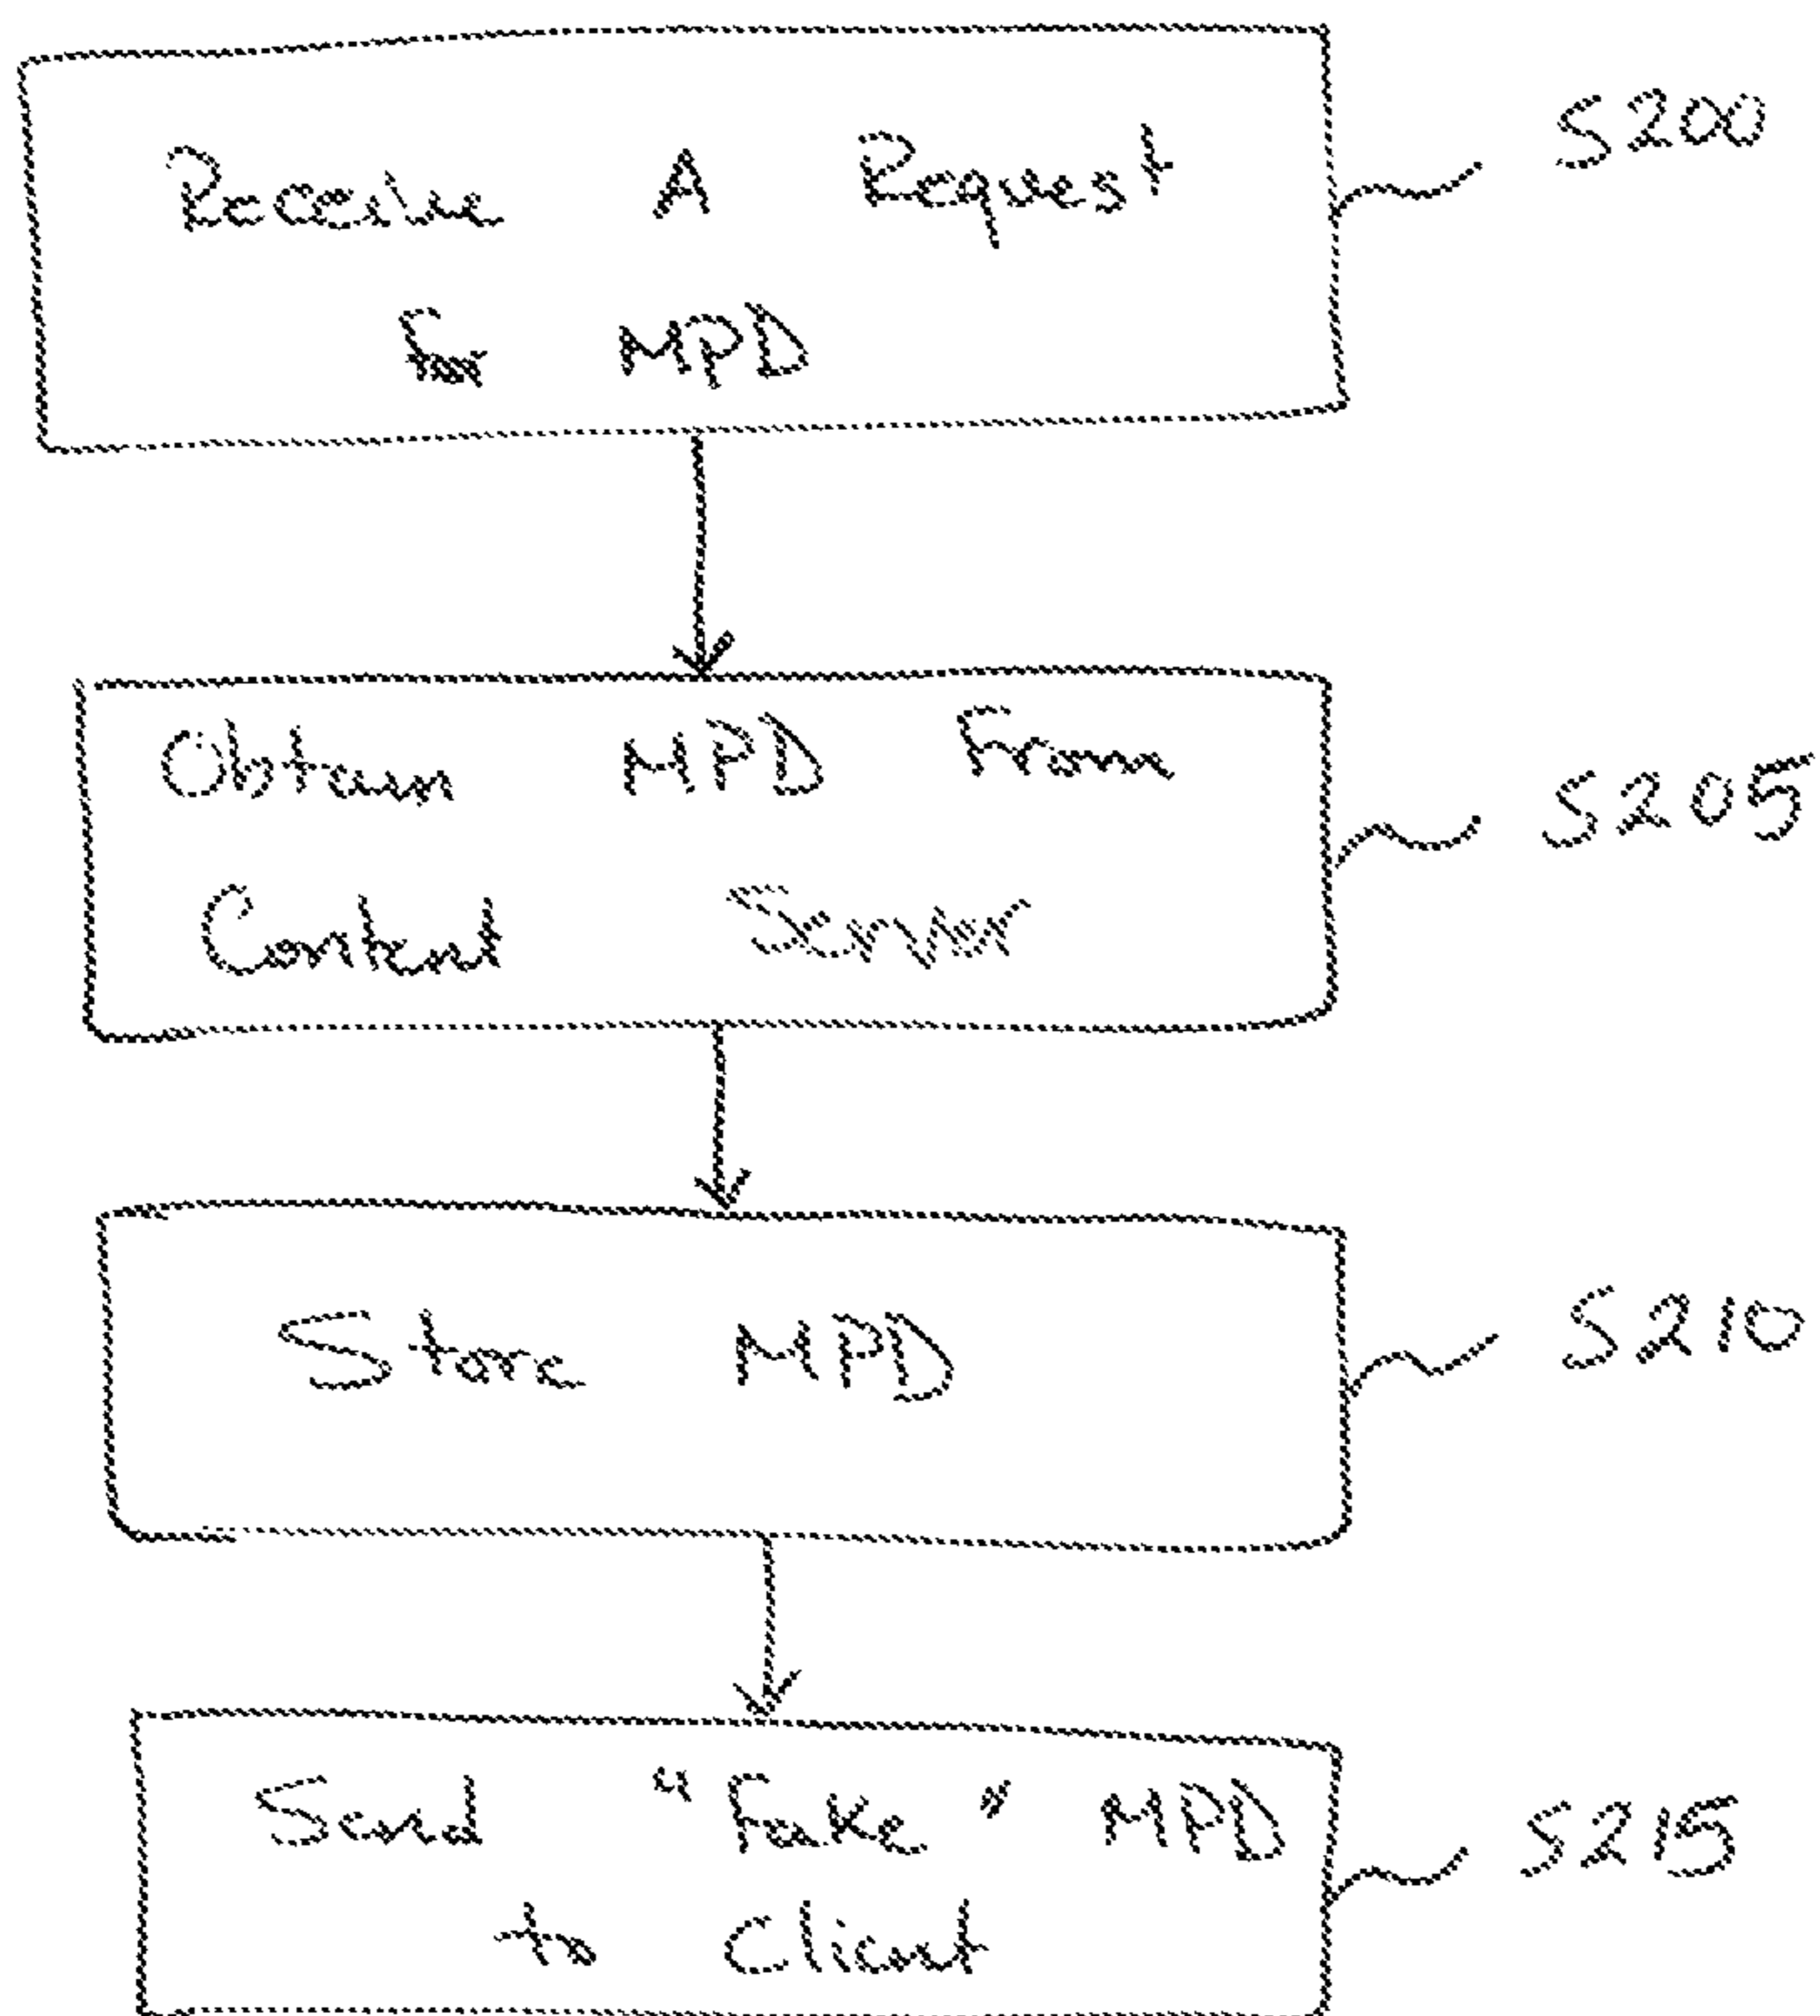 Receive A Request
S200
For MPD
Obtain MPD From
S205
Content Server
Store MPD
S210
Send "Fake" MPD
S215
to Client